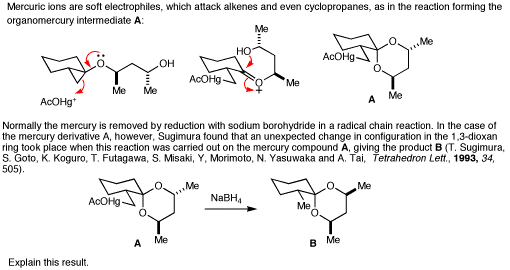 Mercuric ions are soft electrophiles, which attack alkenes and even cyclopropanes, as in the reaction forming the
organomercury intermediate A:
O
OH
Me
Me
AcOHg+
Me
HO
AcOHg
O
+
Me
Me
O
AcOHg
O
Me
A
Normally the mercury is removed by reduction with sodium borohydride in a radical chain reaction. In the case of
the mercury derivative A, however, Sugimura found that an unexpected change in configuration in the 1,3-dioxan
ring took place when this reaction was carried out on the mercury compound A, giving the product B (T. Sugimura,
S. Goto, K. Koguro, T. Futagawa, S. Misaki, Y, Morimoto, N. Yasuwaka and A. Tai, Tetrahedron Lett., 1993, 34,
505).
Me
O
AcOHg
O
Me
A
NaBH4
Me
O
Me
O
Me
B
Explain this result.